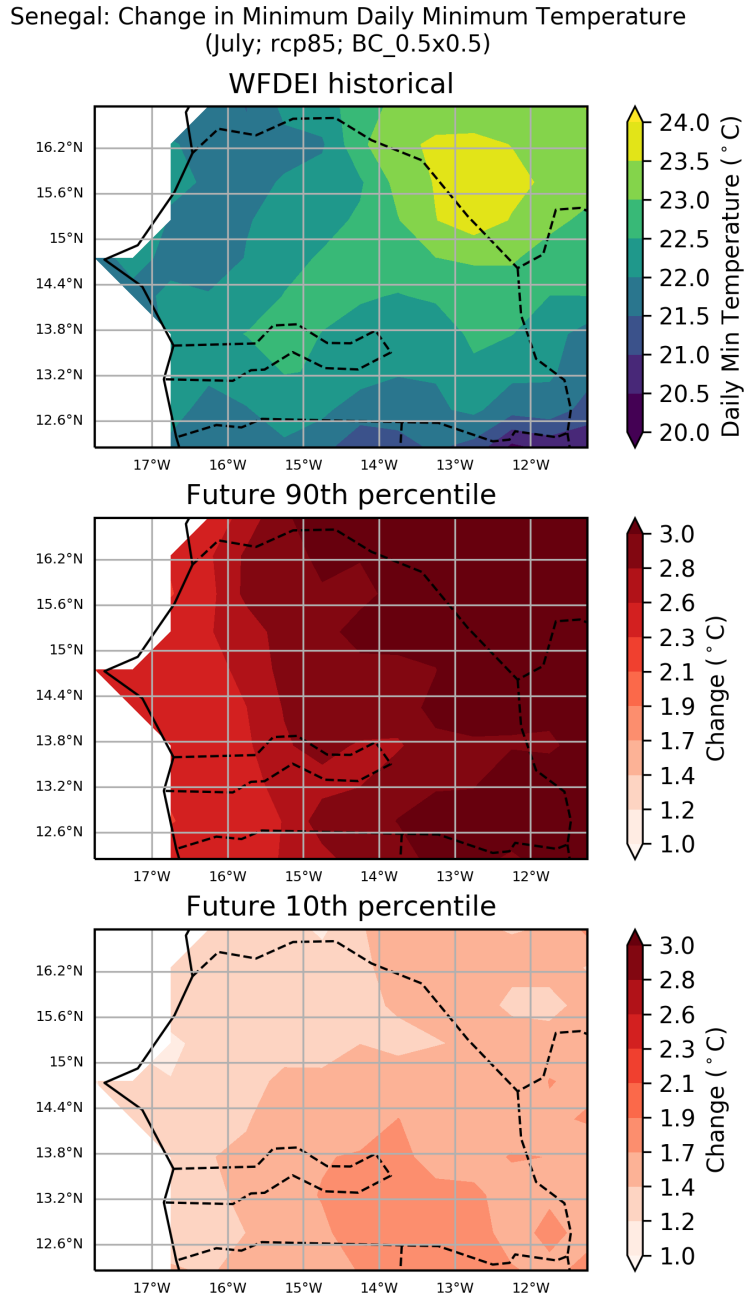 Senegal: Change in Minimum Daily Minimum Temperature
(July; rcp85; BC_0.5x0.5)
WFDEI historical
16.2°N
15.6°N
15°N
14.4°N
13.8°N
13.2°N
12.6°N
17°W 16°W 15°W 14°W 13°W 12°W
24.0
23.5
23.0
22.5
22.0
21.5
21.0
20.5
20.0
Daily Min Temperature (°C)
Future 90th percentile
16.2°N
15.6°N
15°N
14.4°N
13.8°N
13.2°N
12.6°N
17°W 16°W 15°W 14°W 13°W 12°W
3.0
2.8
2.6
2.3
2.1
1.9
1.7
1.4
1.2
1.0
Change (°C)
Future 10th percentile
16.2°N
15.6°N
15°N
14.4°N
13.8°N
13.2°N
12.6°N
17°W 16°W 15°W 14°W 13°W 12°W
3.0
2.8
2.6
2.3
2.1
1.9
1.7
1.4
1.2
1.0
Change (°C)